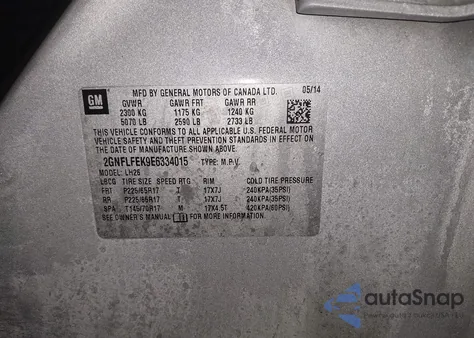 GM
MFD BY GENERAL MOTORS OF CANADA LTD. 05/14
GVWR GAWR FRT GAWR RR
2300 KG 1175 KG 1240 KG
5070 LB 2590 LB 2733 LB
THIS VEHICLE CONFORMS TO ALL APPLICABLE U.S. FEDERAL MOTOR
VEHICLE SAFETY AND THEFT PREVENTION STANDARDS IN EFFECT
ON THE DATE OF MANUFACTURE SHOWN ABOVE.
2GNFLFEK9E6334015 TYPE: M.P.V.
MODEL: LH26
LRCG TIRE SIZE SPEED RTG RIM COLD TIRE PRESSURE
FRT P225/65R17 T 17X7J 240KPA(35PSI)
RR P225/65R17 T 17X7J 240KPA(35PSI)
SPA T145/70R17 M 17X4.5T 420KPA(60PSI)
SEE OWNER'S MANUAL FOR MORE INFORMATION.
autoSnap